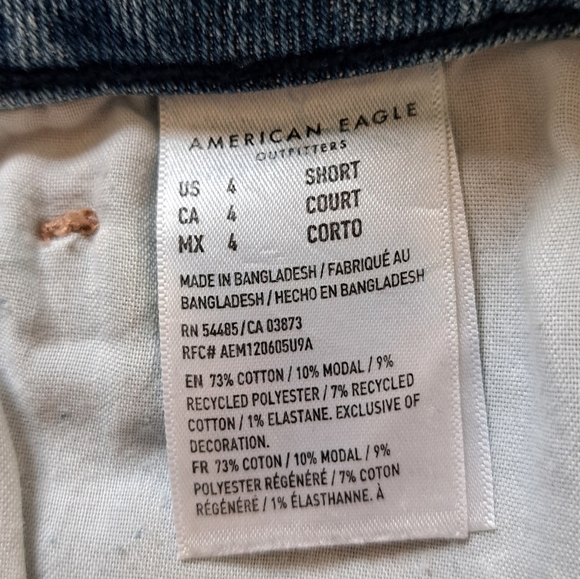 AMERICAN EAGLE
OUTFITTERS
US 4 SHORT
CA 4 COURT
MX 4 CORTO
MADE IN BANGLADESH / FABRIQUÉ AU
BANGLADESH / HECHO EN BANGLADESH
RN 54485/CA 03873
RFC# AEM120605U9A
EN 73% COTTON / 10% MODAL / 9%
RECYCLED POLYESTER / 7% RECYCLED
COTTON / 1% ELASTANE. EXCLUSIVE OF
DECORATION.
FR 73% COTON / 10% MODAL / 9%
POLYESTER RÉGÉNÉRÉ / 7% COTON
RÉGÉNÉRÉ / 1% ÉLASTHANNE. À